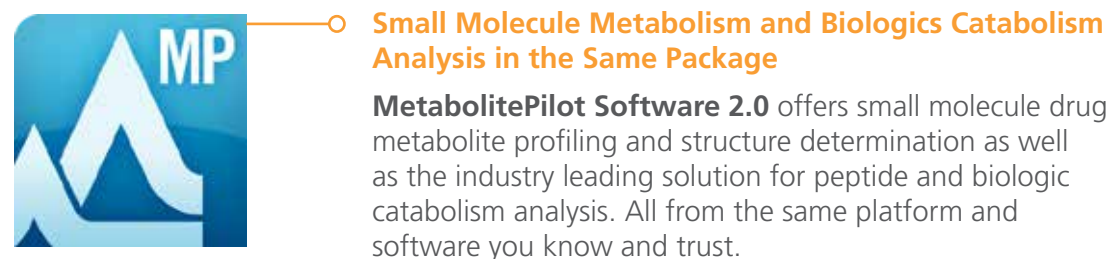 MP
Small Molecule Metabolism and Biologics Catabolism
Analysis in the Same Package
MetabolitePilot Software 2.0 offers small molecule drug
metabolite profiling and structure determination as well
as the industry leading solution for peptide and biologic
catabolism analysis. All from the same platform and
software you know and trust.